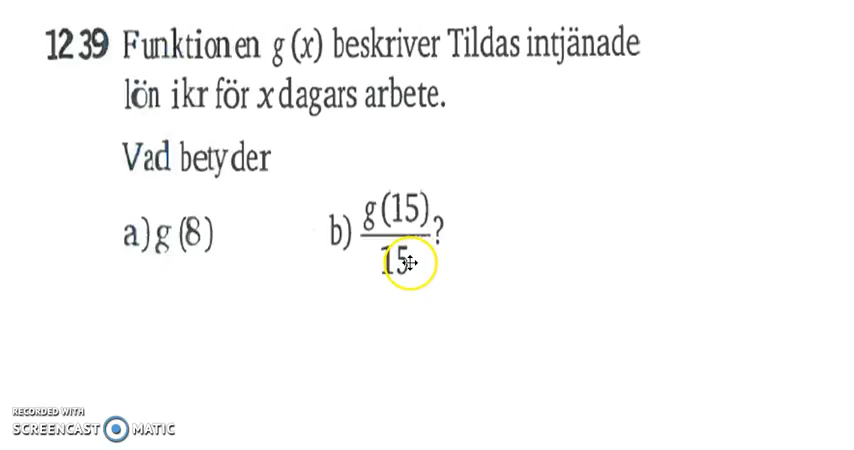 1239 Funktionen g(x) beskriver Tildas intjänade
lön i kr för x dagars arbete.
Vad betyder
a) g(8)
b) g(15)/15?
RECORDED WITH
SCREENCAST MATIC